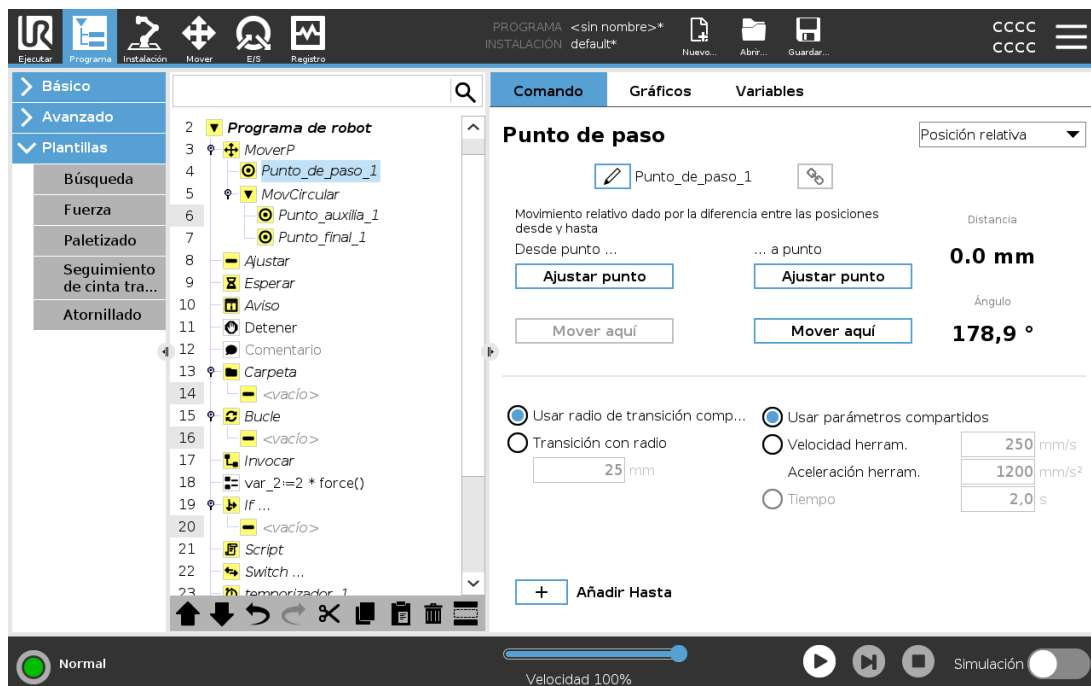 PROGRAMA <sin nombre>*
INSTALACIÓN default*
UR
Ejecutar
Programa
Instalación
Mover
E/S
Registro
Nuevo...
Abrir...
Guardar...
CCCC
CCCC
Básico
Avanzado
Plantillas
Búsqueda
Fuerza
Paletizado
Seguimiento
de cinta tra...
Atornillado
2 Programa de robot
3 MoverP
4 Punto_de_paso_1
5 MovCircular
6 Punto_auxilia_1
7 Punto_final_1
8 Ajustar
9 Esperar
10 Aviso
11 Detener
12 Comentario
13 Carpeta
14 <vacío>
15 Bucle
16 <vacío>
17 Invocar
18 var_2:=2 * force()
19 If ...
20 <vacío>
21 Script
22 Switch ...
23 temporizador_1
Comando Gráficos Variables
Punto de paso
Posición relativa
Punto_de_paso_1
Movimiento relativo dado por la diferencia entre las posiciones
desde y hasta
Desde punto ... ... a punto
Ajustar punto Ajustar punto
Mover aquí Mover aquí
Distancia
0.0 mm
Ángulo
178,9 °
Usar radio de transición comp...
Transición con radio
25 mm
Usar parámetros compartidos
Velocidad herram. 250 mm/s
Aceleración herram. 1200 mm/s²
Tiempo 2,0 s
+ Añadir Hasta
Normal
Velocidad 100%
Simulación